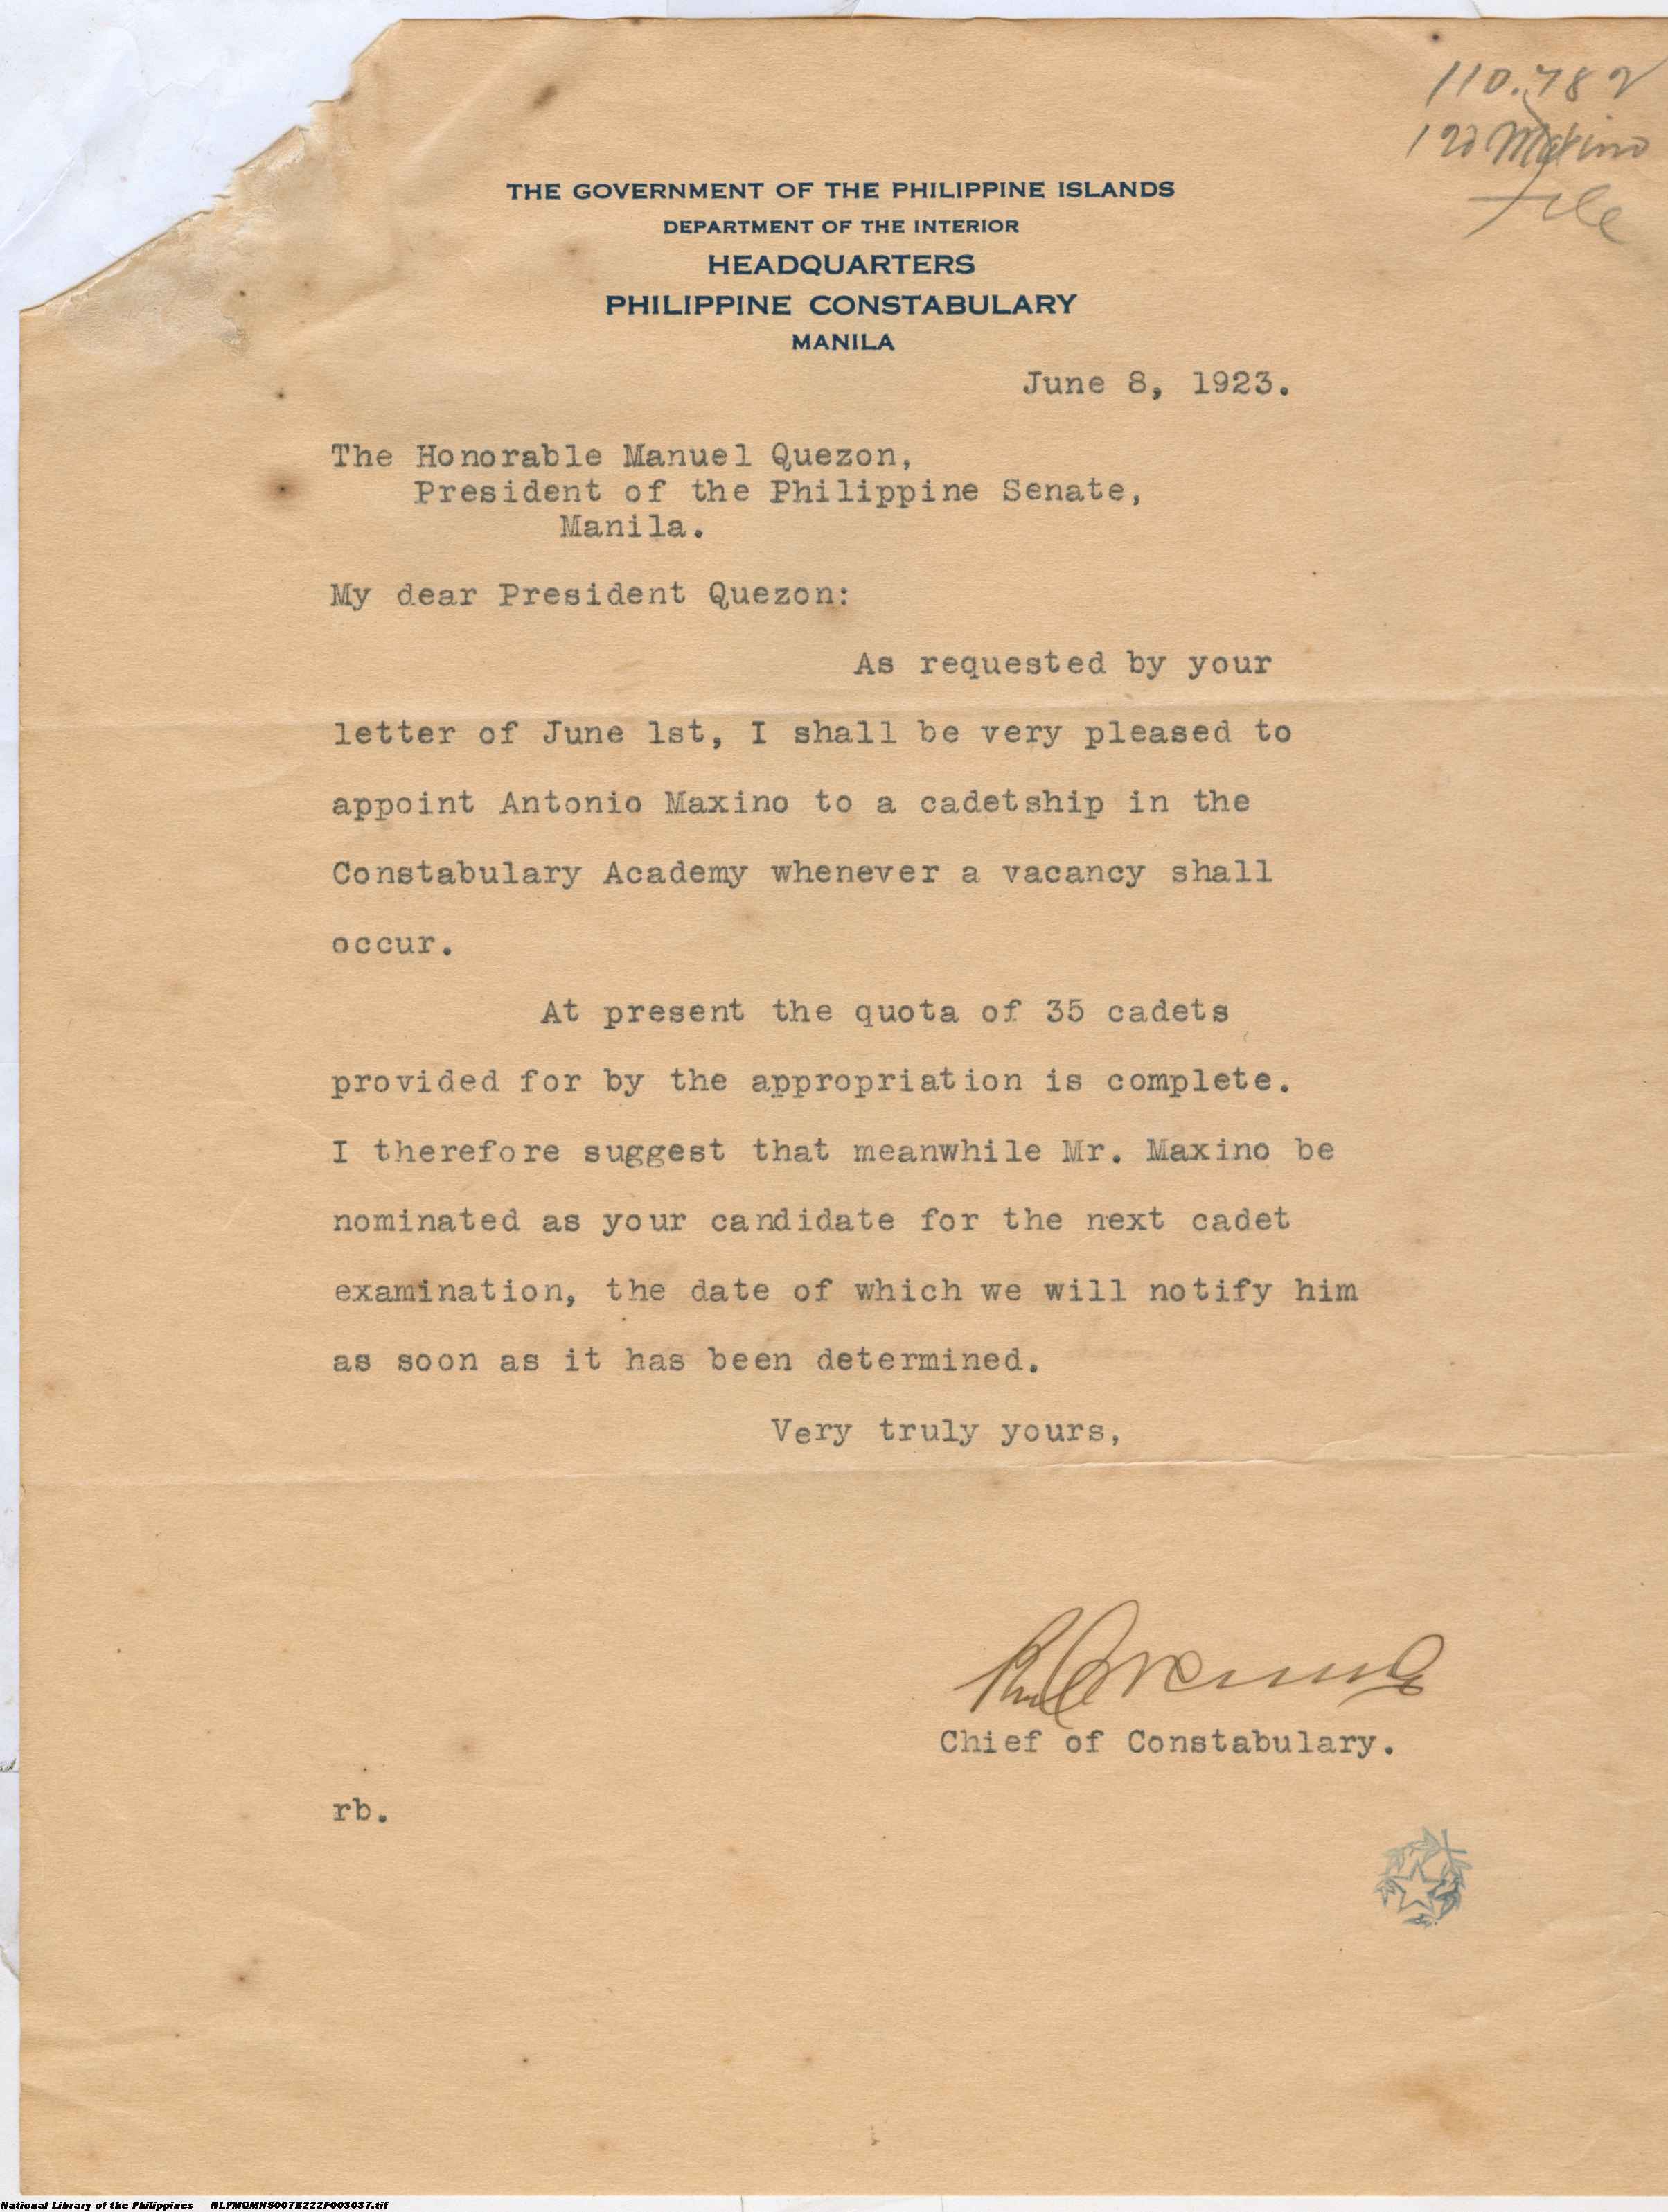 110.782
Maxino
File
THE GOVERNMENT OF THE PHILIPPINE ISLANDS
DEPARTMENT OF THE INTERIOR
HEADQUARTERS
PHILIPPINE CONSTABULARY
MANILA
June 8, 1923.
The Honorable Manuel Quezon,
President of the Philippine Senate,
Manila.
My dear President Quezon:
As requested by your
letter of June 1st, I shall be very pleased to
appoint Antonio Maxino to a cadetship in the
Constabulary Academy whenever a vacancy shall
occur.
At present the quota of 35 cadets
provided for by the appropriation is complete.
I therefore suggest that meanwhile Mr. Maxino be
nominated as your candidate for the next cadet
examination, the date of which we will notify him
as soon as it has been determined.
Very truly yours,
Chief of Constabulary.
rb.
National Library of the Philippines NLPMQMNS007B222F003037.tif